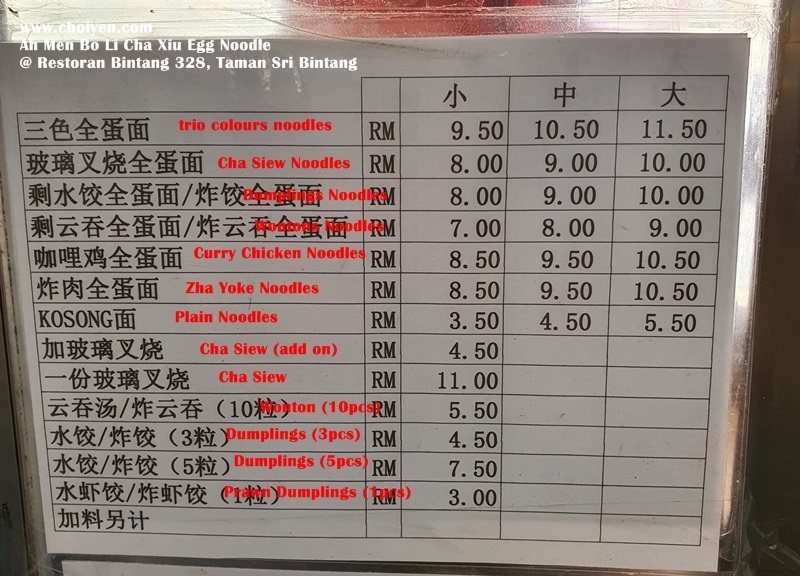 www.choiyen.com
Ah Men Bo Li Cha Xiu Egg Noodle
@ Restoran Bintang 328, Taman Sri Bintang
小 中 大
三色全蛋面 trio colours noodles RM 9.50 10.50 11.50
玻璃叉烧全蛋面 Cha Siew Noodles RM 8.00 9.00 10.00
剩水饺全蛋面/炸饺全蛋面 Dumplings Noodles RM 8.00 9.00 10.00
剩云吞全蛋面/炸云吞全蛋面 Wontons Noodles RM 7.00 8.00 9.00
咖哩鸡全蛋面 Curry Chicken Noodles RM 8.50 9.50 10.50
炸肉全蛋面 Zha Yoke Noodles RM 8.50 9.50 10.50
KOSONG面 Plain Noodles RM 3.50 4.50 5.50
加玻璃叉烧 Cha Siew (add on) RM 4.50
一份玻璃叉烧 Cha Siew RM 11.00
云吞汤/炸云吞（10粒） Wonton (10pcs) RM 5.50
水饺/炸饺（3粒） Dumplings (3pcs) RM 4.50
水饺/炸饺（5粒） Dumplings (5pcs) RM 7.50
水虾饺/炸虾饺（1粒） Prawn Dumplings (1pcs) RM 3.00
加料另计